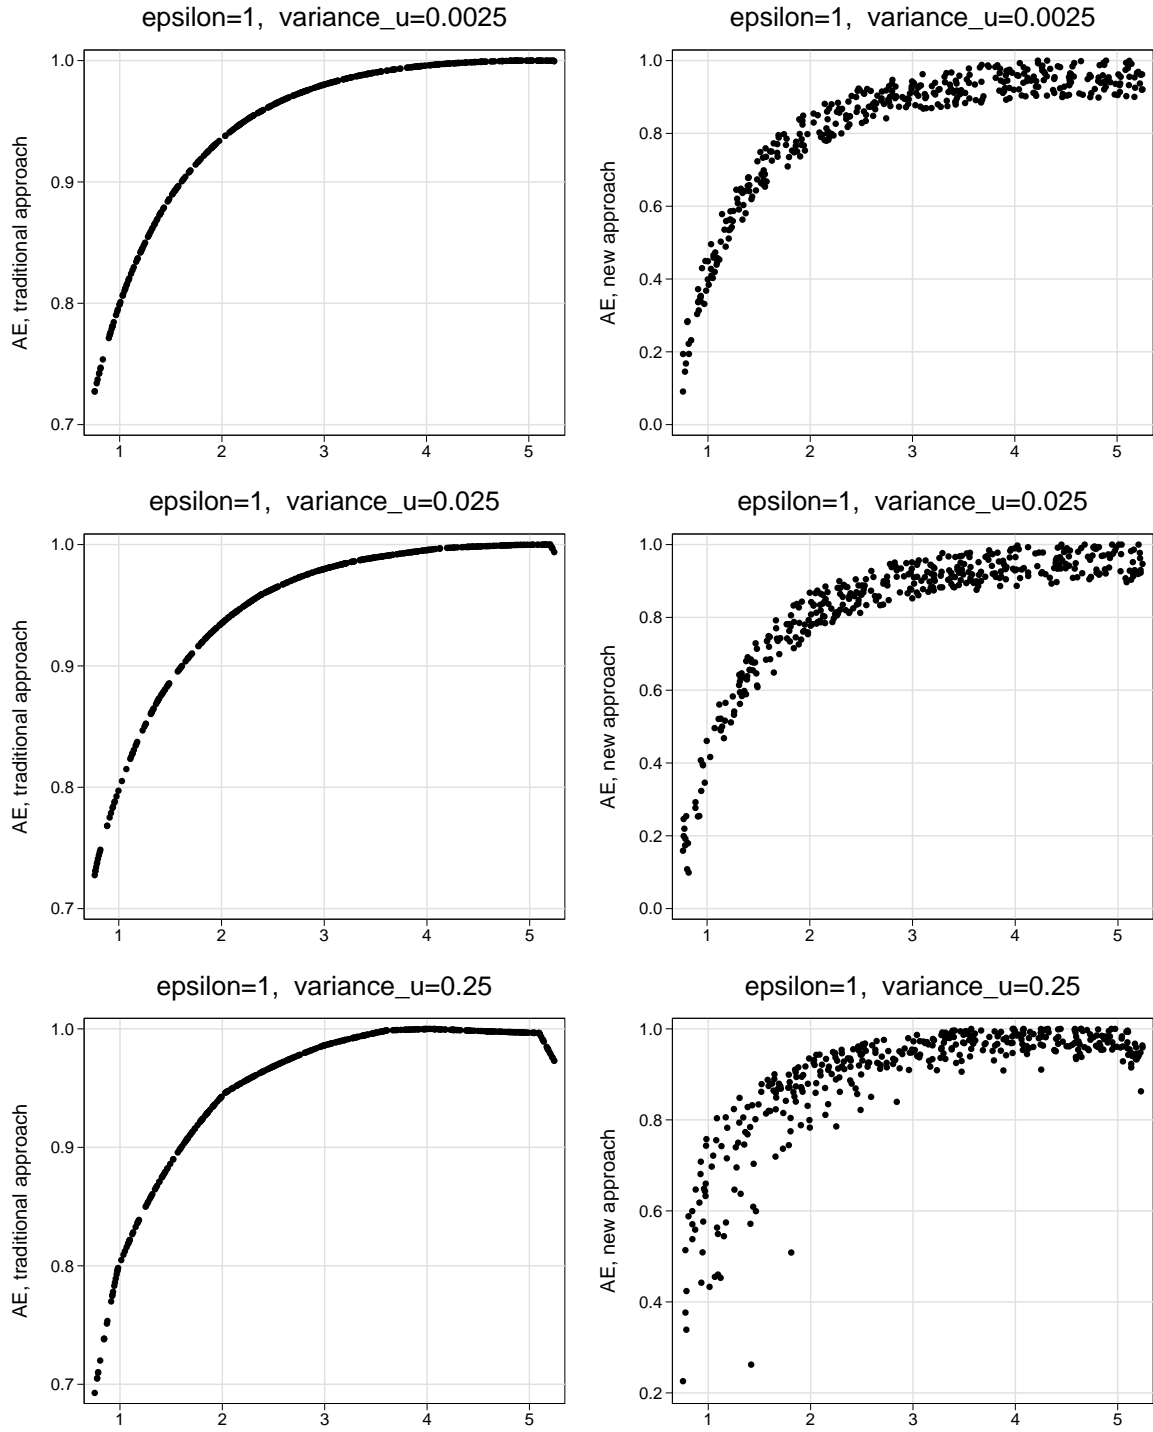 epsilon=1,  variance_u=0.0025
AE, traditional approach
1.0
0.9
0.8
0.7
1 2 3 4 5
epsilon=1,  variance_u=0.0025
AE, new approach
1.0
0.8
0.6
0.4
0.2
0.0
1 2 3 4 5
epsilon=1,  variance_u=0.025
AE, traditional approach
1.0
0.9
0.8
0.7
1 2 3 4 5
epsilon=1,  variance_u=0.025
AE, new approach
1.0
0.8
0.6
0.4
0.2
0.0
1 2 3 4 5
epsilon=1,  variance_u=0.25
AE, traditional approach
1.0
0.9
0.8
0.7
1 2 3 4 5
epsilon=1,  variance_u=0.25
AE, new approach
1.0
0.8
0.6
0.4
0.2
1 2 3 4 5